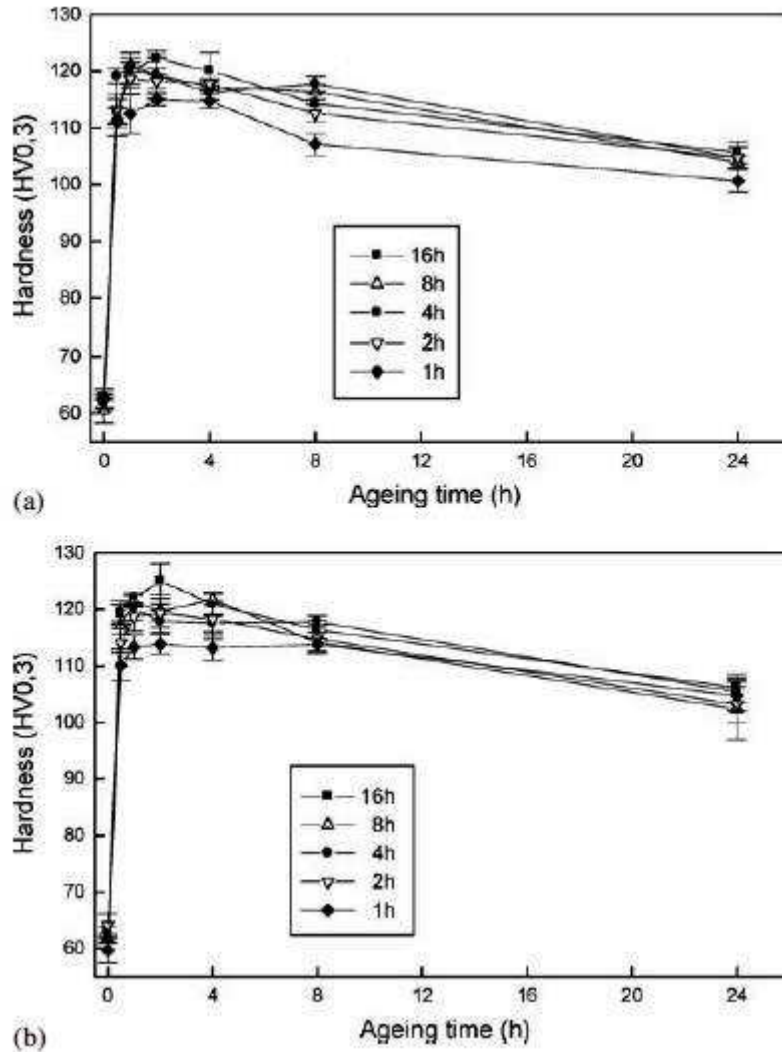 130
120
110
100
90
80
70
60
Hardness (HV0,3)
16h
8h
4h
2h
1h
0 4 8 12 16 20 24
Ageing time (h)
(a)
130
120
110
100
90
80
70
60
Hardness (HV0,3)
16h
8h
4h
2h
1h
0 4 8 12 16 20 24
Ageing time (h)
(b)